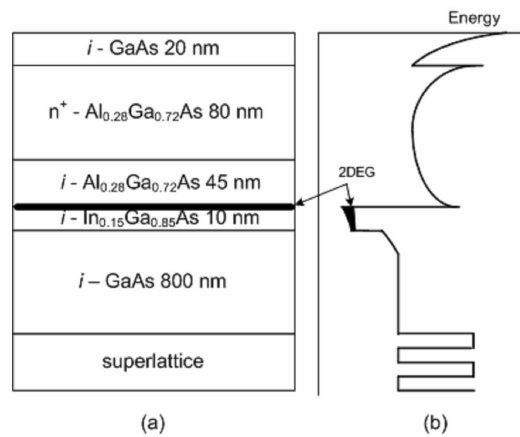 Energy
i - GaAs 20 nm
n⁺ - Al₀.₂₈Ga₀.₇₂As 80 nm
i - Al₀.₂₈Ga₀.₇₂As 45 nm
2DEG
i - In₀.₁₅Ga₀.₈₅As 10 nm
i – GaAs 800 nm
superlattice
(a)
(b)